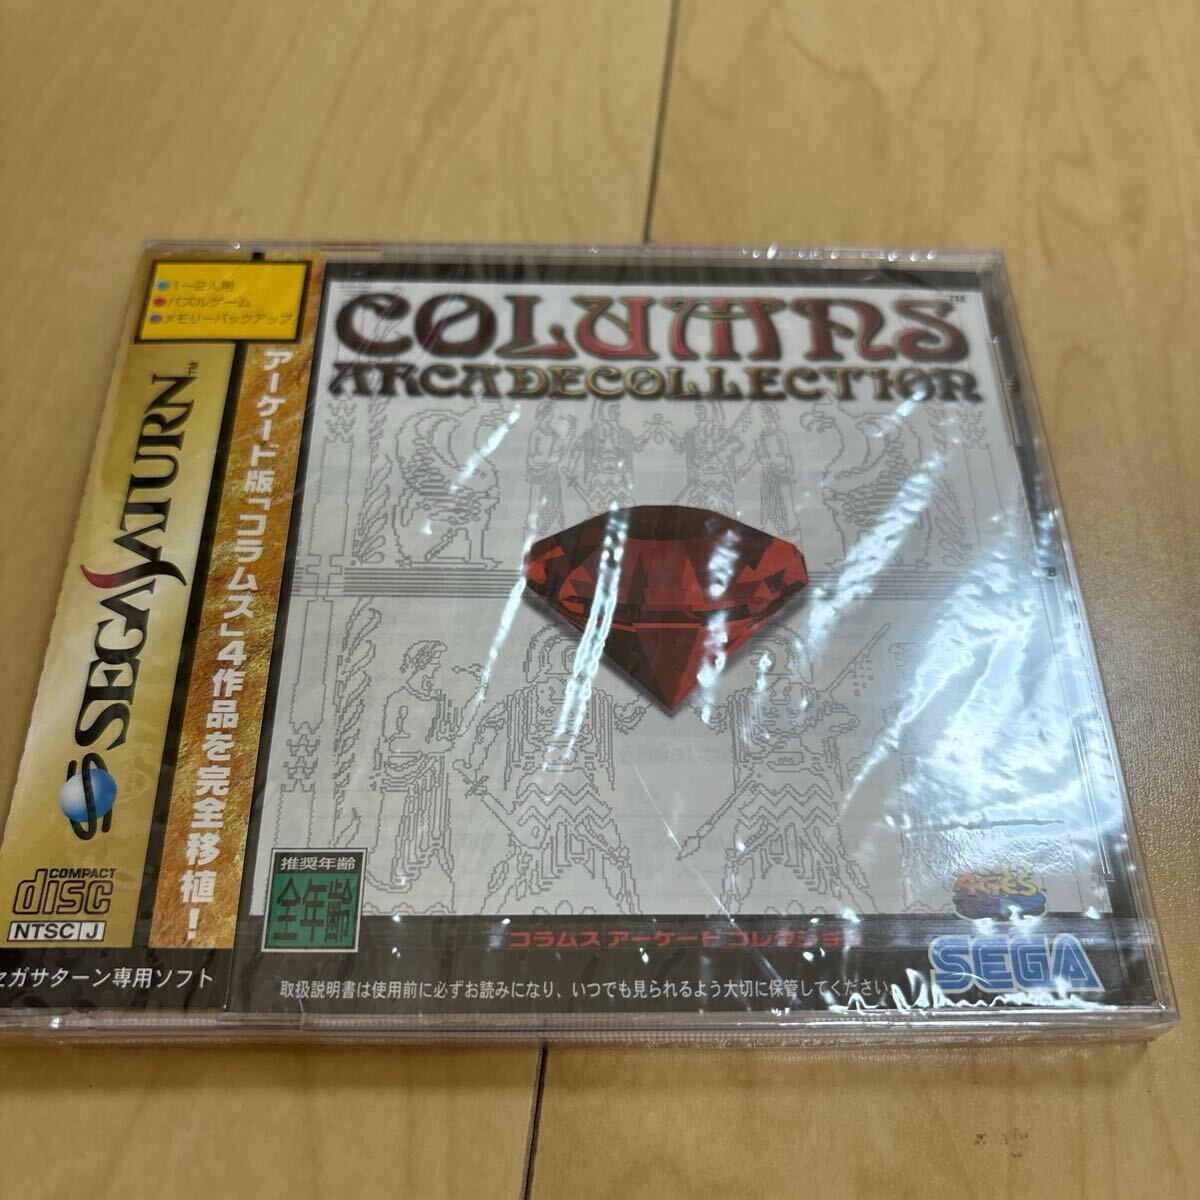 1～2人用
パズルゲーム
メモリーバックアップ
SEGA SATURN™
COMPACT
disc
NTSC J
セガサターン専用ソフト
アーケード版「コラムス」4作品を完全移植！
COLUMNS™
ARCADE COLLECTION
推奨年齢
全年齢
コラムス アーケード コレクション
AGES
SEGA
取扱説明書は使用前に必ずお読みになり、いつでも見られるよう大切に保管してください。